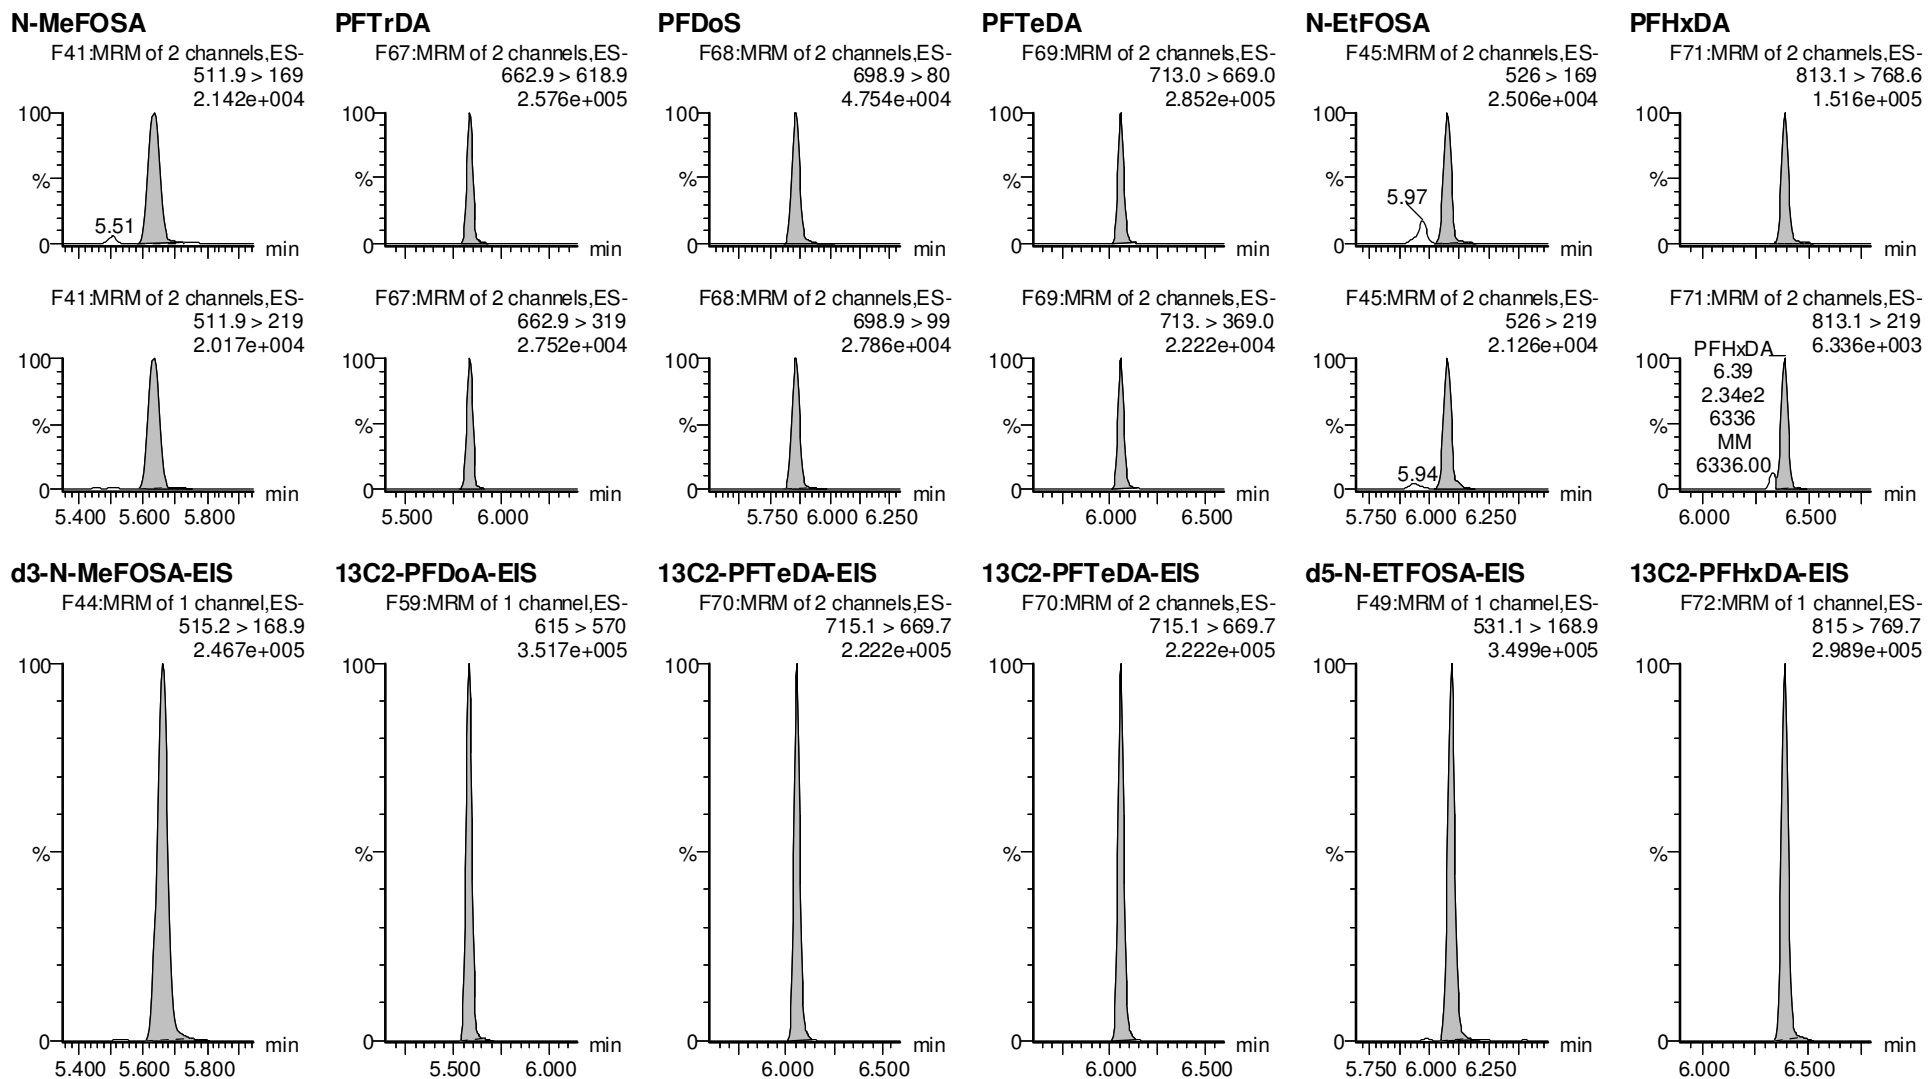 N-MeFOSA
F41:MRM of 2 channels,ES-
511.9 > 169
2.142e+004
100
%
0
5.51
min
F41:MRM of 2 channels,ES-
511.9 > 219
2.017e+004
100
%
0
min
5.400 5.600 5.800
PFTrDA
F67:MRM of 2 channels,ES-
662.9 > 618.9
2.576e+005
100
%
0
min
F67:MRM of 2 channels,ES-
662.9 > 319
2.752e+004
100
%
0
min
5.500 6.000
PFDoS
F68:MRM of 2 channels,ES-
698.9 > 80
4.754e+004
100
%
0
min
F68:MRM of 2 channels,ES-
698.9 > 99
2.786e+004
100
%
0
min
5.750 6.000 6.250
PFTeDA
F69:MRM of 2 channels,ES-
713.0 > 669.0
2.852e+005
100
%
0
min
F69:MRM of 2 channels,ES-
713. > 369.0
2.222e+004
100
%
0
min
6.000 6.500
N-EtFOSA
F45:MRM of 2 channels,ES-
526 > 169
2.506e+004
100
%
0
5.97
min
F45:MRM of 2 channels,ES-
526 > 219
2.126e+004
100
%
0
5.94
min
5.750 6.000 6.250
PFHxDA
F71:MRM of 2 channels,ES-
813.1 > 768.6
1.516e+005
100
%
0
min
F71:MRM of 2 channels,ES-
813.1 > 219
6.336e+003
100
%
0
PFHxDA
6.39
2.34e2
6336
MM
6336.00
min
6.000 6.500
d3-N-MeFOSA-EIS
F44:MRM of 1 channel,ES-
515.2 > 168.9
2.467e+005
100
%
0
min
5.400 5.600 5.800
13C2-PFDoA-EIS
F59:MRM of 1 channel,ES-
615 > 570
3.517e+005
100
%
0
min
5.500 6.000
13C2-PFTeDA-EIS
F70:MRM of 2 channels,ES-
715.1 > 669.7
2.222e+005
100
%
0
min
6.000 6.500
13C2-PFTeDA-EIS
F70:MRM of 2 channels,ES-
715.1 > 669.7
2.222e+005
100
%
0
min
6.000 6.500
d5-N-ETFOSA-EIS
F49:MRM of 1 channel,ES-
531.1 > 168.9
3.499e+005
100
%
0
min
5.750 6.000 6.250
13C2-PFHxDA-EIS
F72:MRM of 1 channel,ES-
815 > 769.7
2.989e+005
100
%
0
min
6.000 6.500